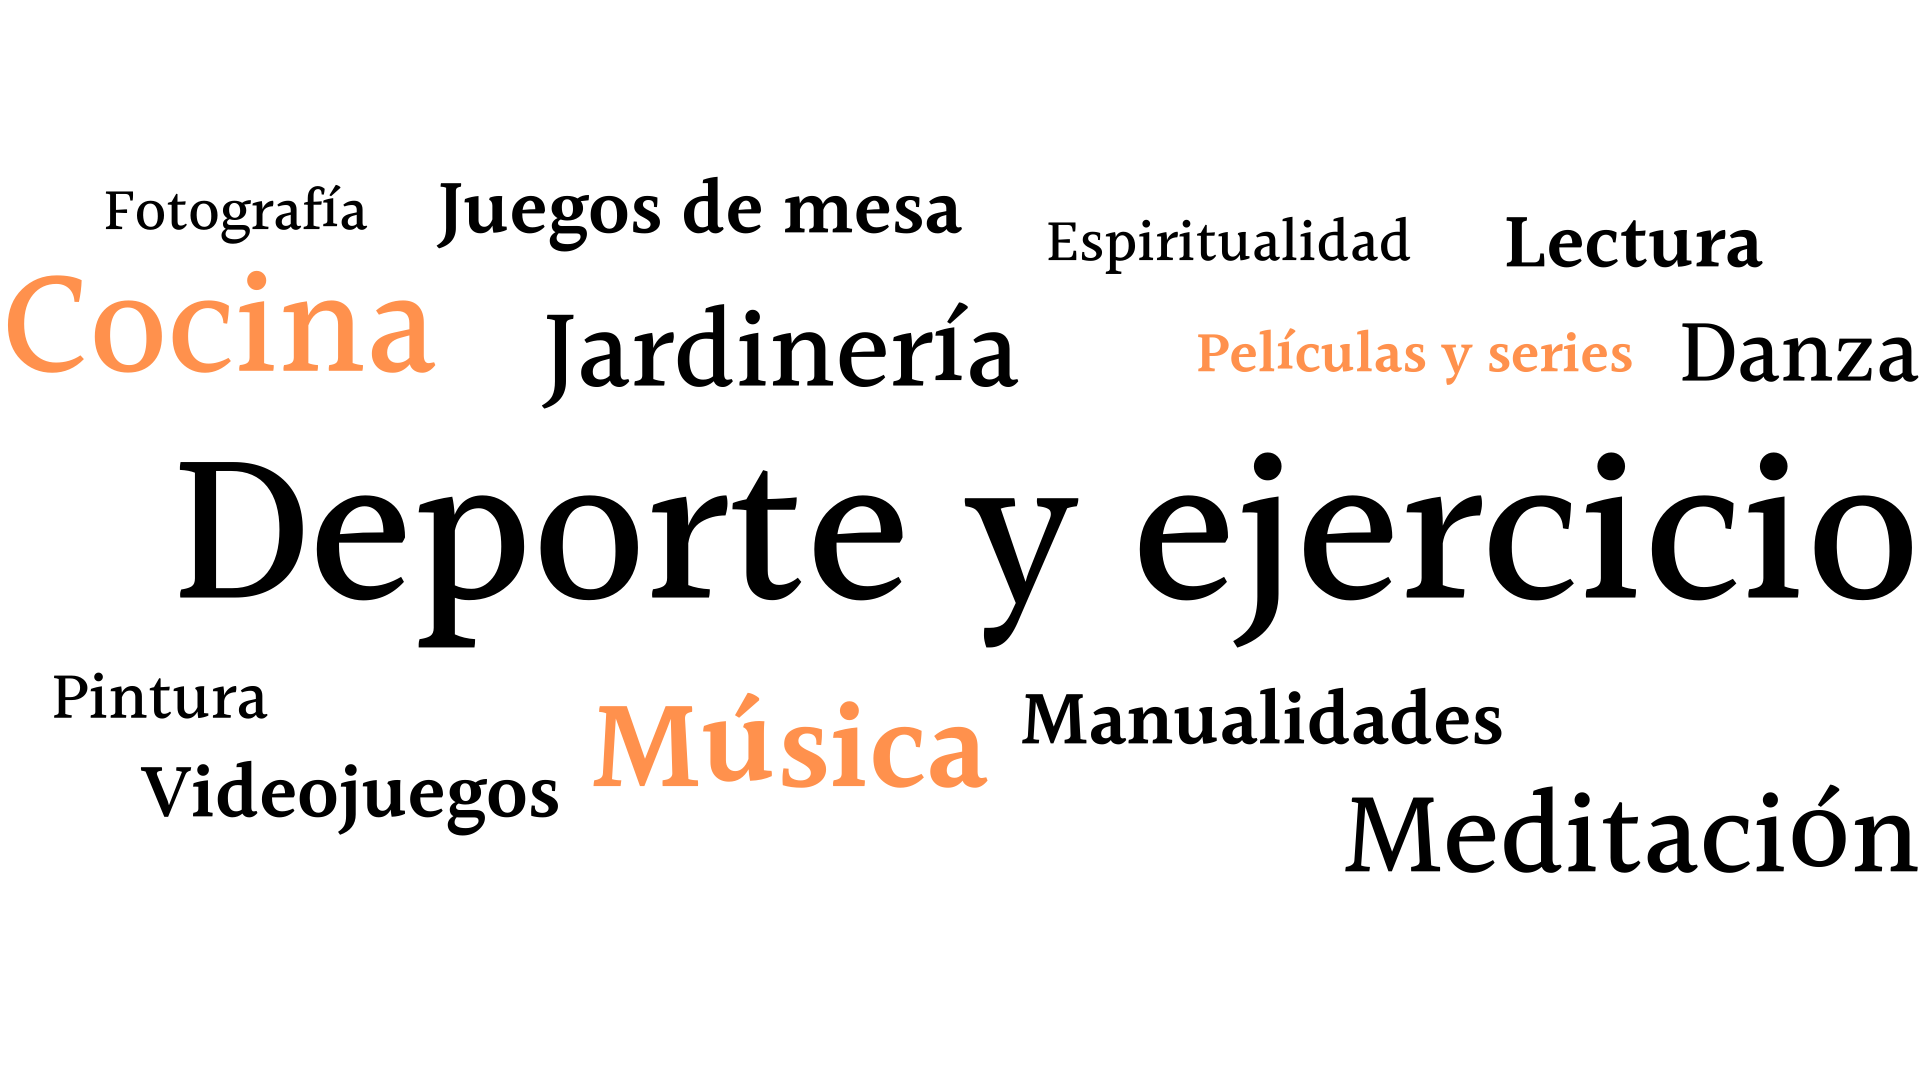 Fotografía
Juegos de mesa
Espiritualidad
Lectura
Cocina
Jardinería
Películas y series
Danza
Deporte y ejercicio
Pintura
Música
Manualidades
Videojuegos
Meditación